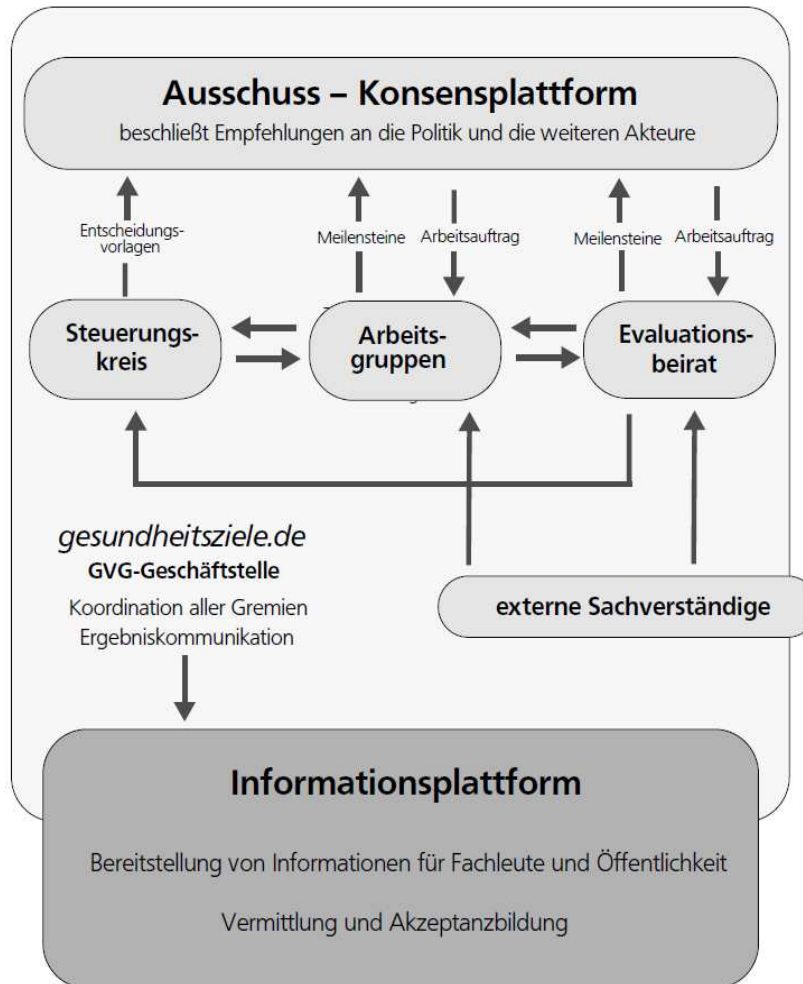 Ausschuss – Konsensplattform
beschließt Empfehlungen an die Politik und die weiteren Akteure
Entscheidungs-
vorlagen
Meilensteine
Arbeitsauftrag
Meilensteine
Arbeitsauftrag
Steuerungs-
kreis
Arbeits-
gruppen
Evaluations-
beirat
gesundheitsziele.de
GVG-Geschäftstelle
Koordination aller Gremien
Ergebniskommunikation
externe Sachverständige
Informationsplattform
Bereitstellung von Informationen für Fachleute und Öffentlichkeit
Vermittlung und Akzeptanzbildung